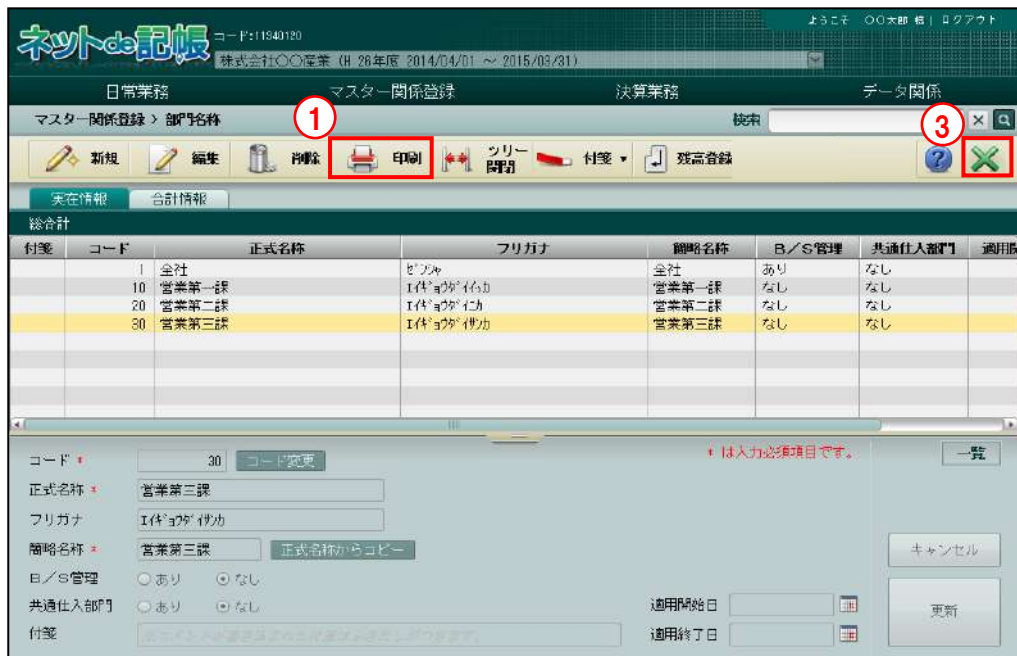 ようこそ 〇〇太郎 様 | ログアウト
ネットde記帳 コード:11940120
株式会社〇〇産業 (H 26年度 2014/04/01 ～ 2015/03/31)
日常業務 マスター関係登録 決算業務 データ関係
マスター関係登録 > 部門名称 検索
1 3
新規 編集 削除 印刷 ツリー開閉 付箋 残高登録
実在情報 合計情報
総合計
付箋 コード 正式名称 フリガナ 簡略名称 B/S管理 共通仕入部門
1 全社 ｾﾞﾝｼｬ 全社 あり なし
10 営業第一課 ｴｲｷﾞｮｳﾀﾞｲｲｯｶ 営業第一課 なし なし
20 営業第二課 ｴｲｷﾞｮｳﾀﾞｲﾆｶ 営業第二課 なし なし
30 営業第三課 ｴｲｷﾞｮｳﾀﾞｲｻﾝｶ 営業第三課 なし なし
コード * 30 コード変更 * は入力必須項目です。 一覧
正式名称 * 営業第三課
フリガナ ｴｲｷﾞｮｳﾀﾞｲｻﾝｶ
簡略名称 * 営業第三課 正式名称からコピー キャンセル
B/S管理 あり なし
共通仕入部門 あり なし 適用開始日 更新
付箋 適用終了日